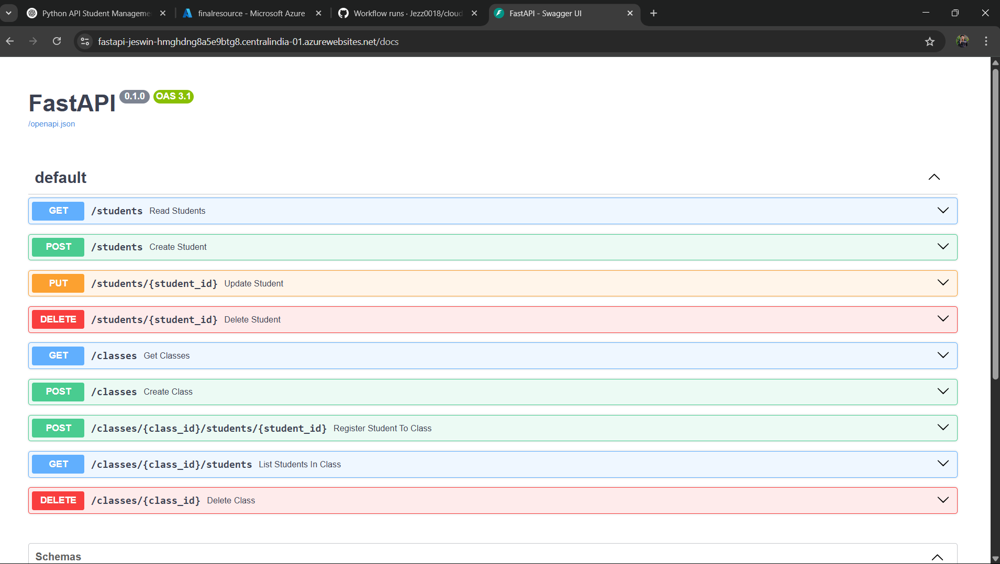 Python API Student Manageme
finalresource - Microsoft Azure
Workflow runs · Jezz0018/cloud
FastAPI - Swagger UI
fastapi-jeswin-hmghdng8a5e9btg8.centralindia-01.azurewebsites.net/docs
FastAPI 0.1.0 OAS 3.1
/openapi.json
default
GET /students Read Students
POST /students Create Student
PUT /students/{student_id} Update Student
DELETE /students/{student_id} Delete Student
GET /classes Get Classes
POST /classes Create Class
POST /classes/{class_id}/students/{student_id} Register Student To Class
GET /classes/{class_id}/students List Students In Class
DELETE /classes/{class_id} Delete Class
Schemas